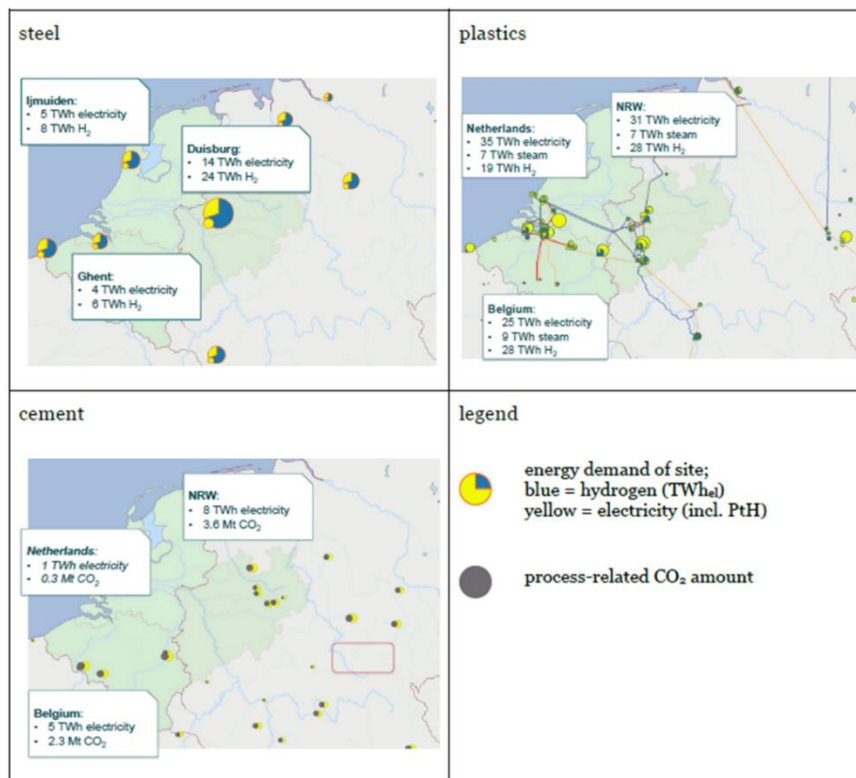 steel
Ijmuiden:
• 5 TWh electricity
• 8 TWh H₂
Duisburg:
• 14 TWh electricity
• 24 TWh H₂
Ghent:
• 4 TWh electricity
• 6 TWh H₂
plastics
NRW:
• 31 TWh electricity
• 7 TWh steam
• 28 TWh H₂
Netherlands:
• 35 TWh electricity
• 7 TWh steam
• 19 TWh H₂
Belgium:
• 25 TWh electricity
• 9 TWh steam
• 28 TWh H₂
cement
NRW:
• 8 TWh electricity
• 3.6 Mt CO₂
Netherlands:
• 1 TWh electricity
• 0.3 Mt CO₂
Belgium:
• 5 TWh electricity
• 2.3 Mt CO₂
legend
energy demand of site;
blue = hydrogen (TWhₑₗ)
yellow = electricity (incl. PtH)
process-related CO₂ amount